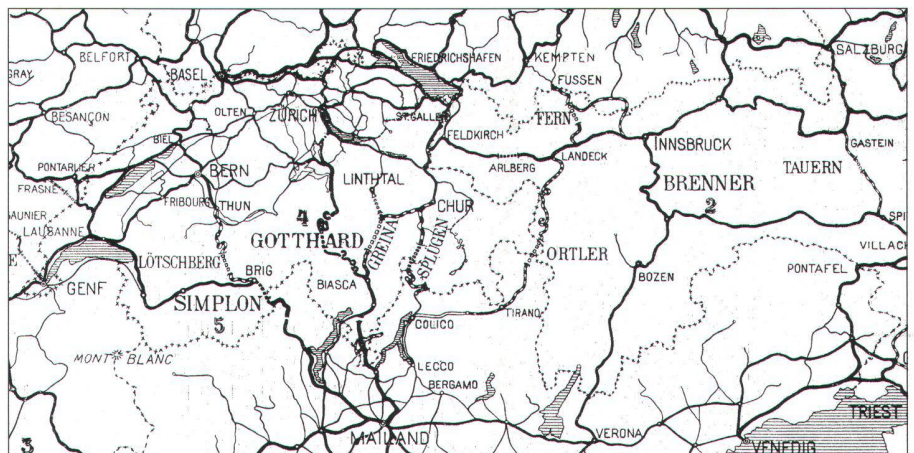 SALZBURG
BELFORT
FRIEDRICHSHAFEN
KEMPTEN
GRAY
BASEL
FUSSEN
BESANÇON
OLTEN
ZÜRICH
ST.GALLEN
FERN
FELDKIRCH
BIEL
INNSBRUCK
GASTEIN
PONTARLIER
BERN
LINTHTAL
ARLBERG
LANDECK
TAUERN
FRASNE
BRENNER
FRIBOURG
THUN
CHUR
2
4
GREINA
SPLÜGEN
LAUSANNE
GOTTHARD
ORTLER
VILLACH
LÖTSCHBERG
BRIG
BIASCA
BOZEN
PONTAFEL
GENF
SIMPLON
5
TIRANO
COLICO
MONT BLANC
LECCO
BERGAMO
TRIEST
3
MAILAND
VERONA
VENEDIG